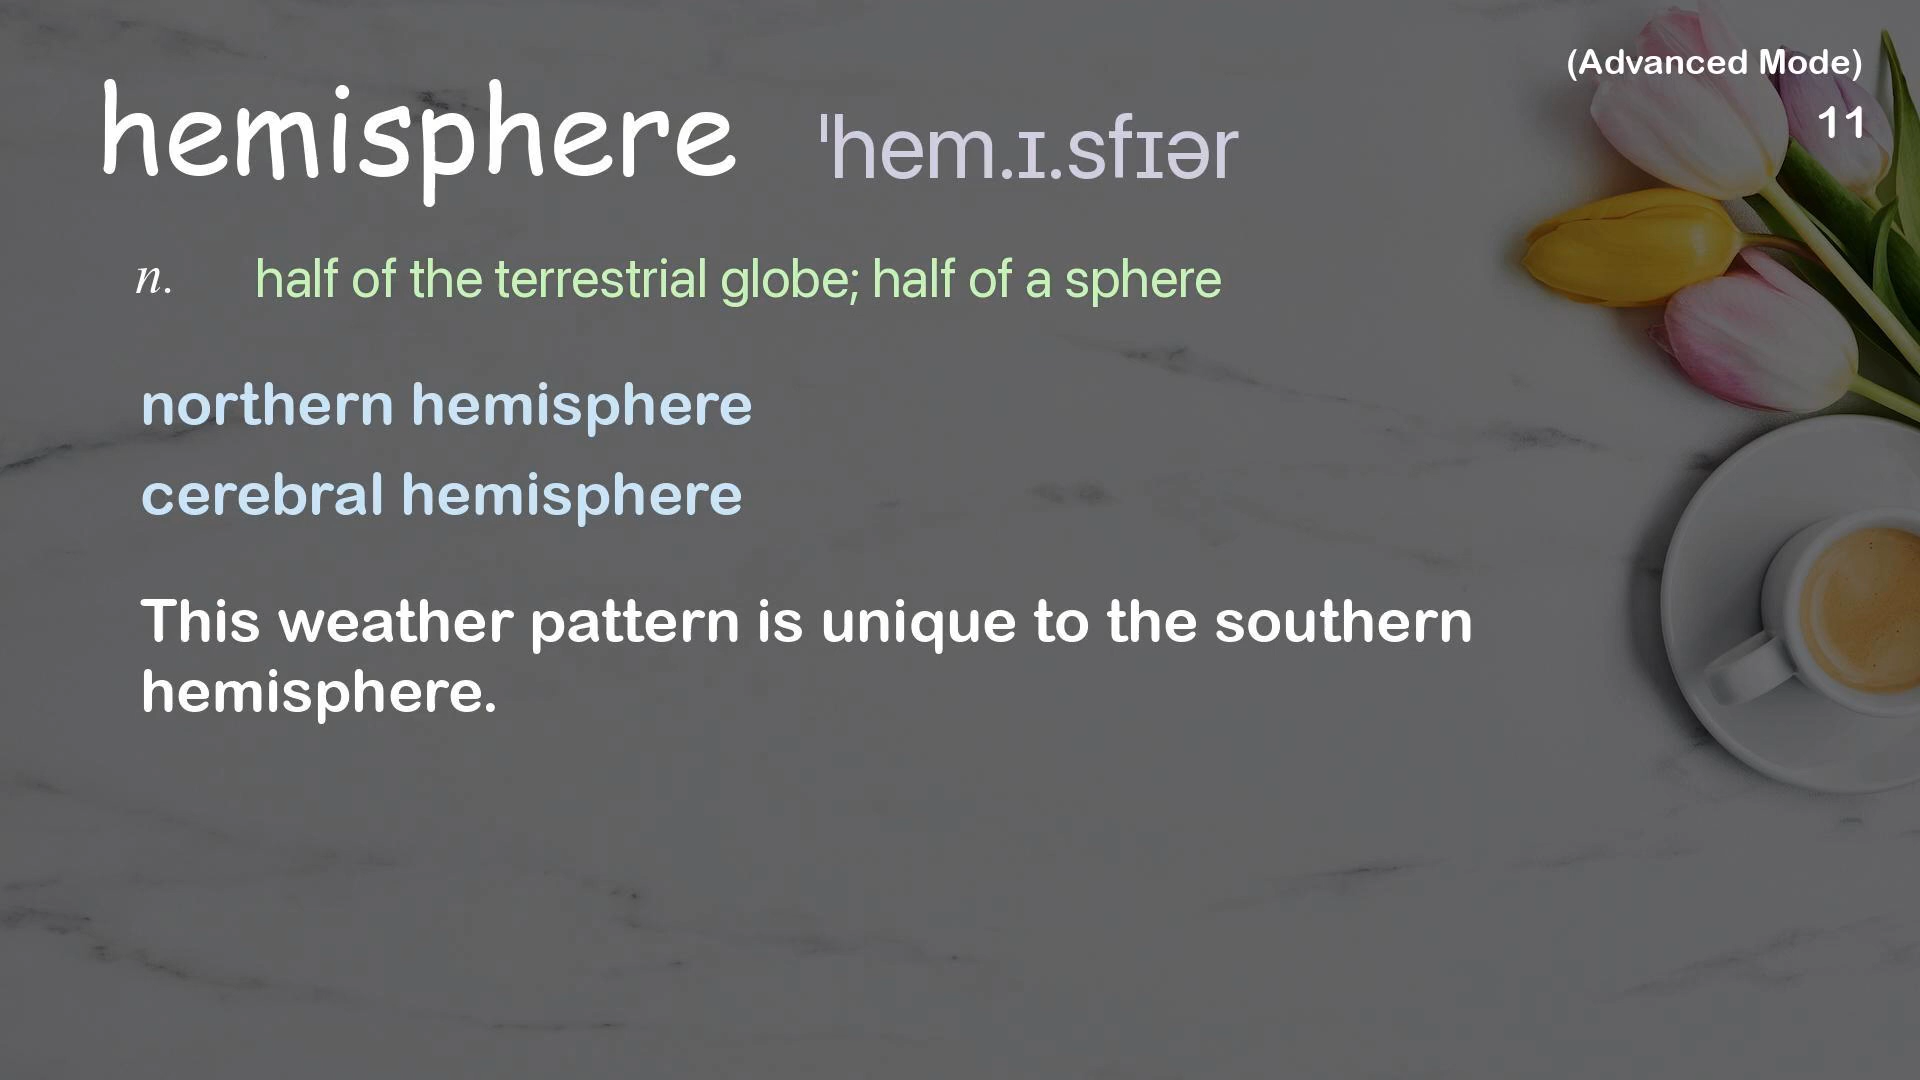 (Advanced Mode)
hemisphere ˈhem.ɪ.sfɪər
11
n. half of the terrestrial globe; half of a sphere
northern hemisphere
cerebral hemisphere
This weather pattern is unique to the southern
hemisphere.